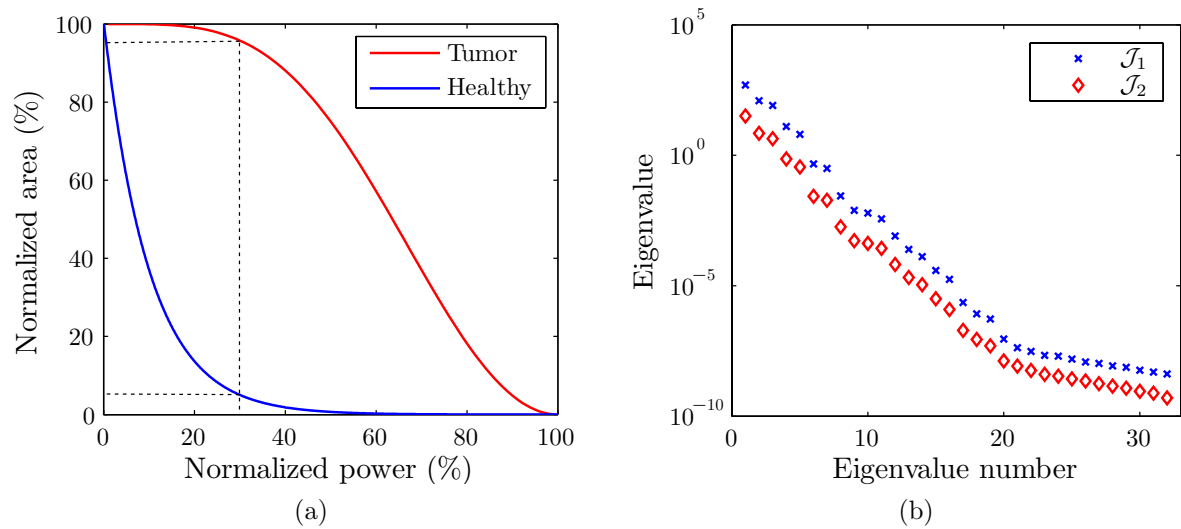 100
80
60
40
20
0
Normalized area (%)
Tumor
Healthy
0 20 40 60 80 100
Normalized power (%)
(a)
10^5
10^0
10^{-5}
10^{-10}
Eigenvalue
𝒥₁
𝒥₂
0 10 20 30
Eigenvalue number
(b)